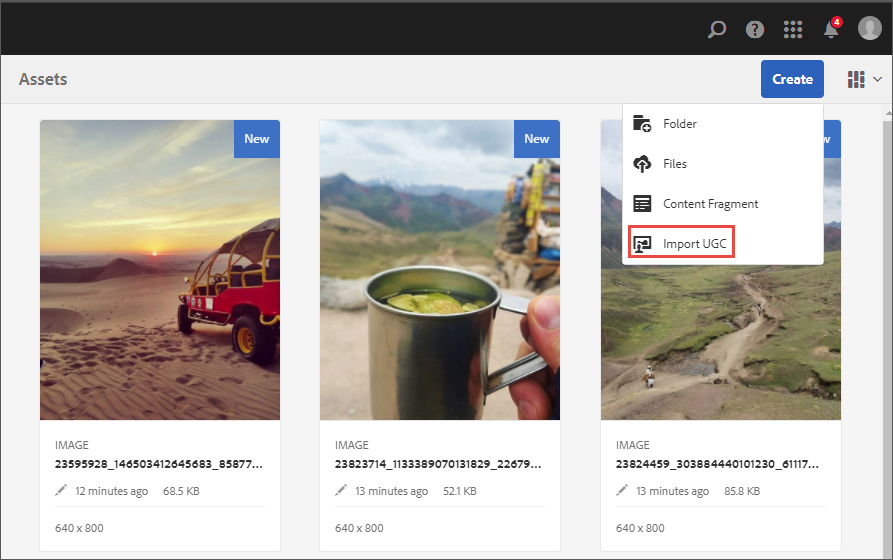 4
Assets
Create
Folder
Files
Content Fragment
Import UGC
New
New
IMAGE
23595928_146503412645683_85877...
12 minutes ago 68.5 KB
640 x 800
IMAGE
23823714_1133389070131829_22679...
13 minutes ago 52.1 KB
640 x 800
IMAGE
23824459_303884440101230_61117...
13 minutes ago 85.8 KB
640 x 800